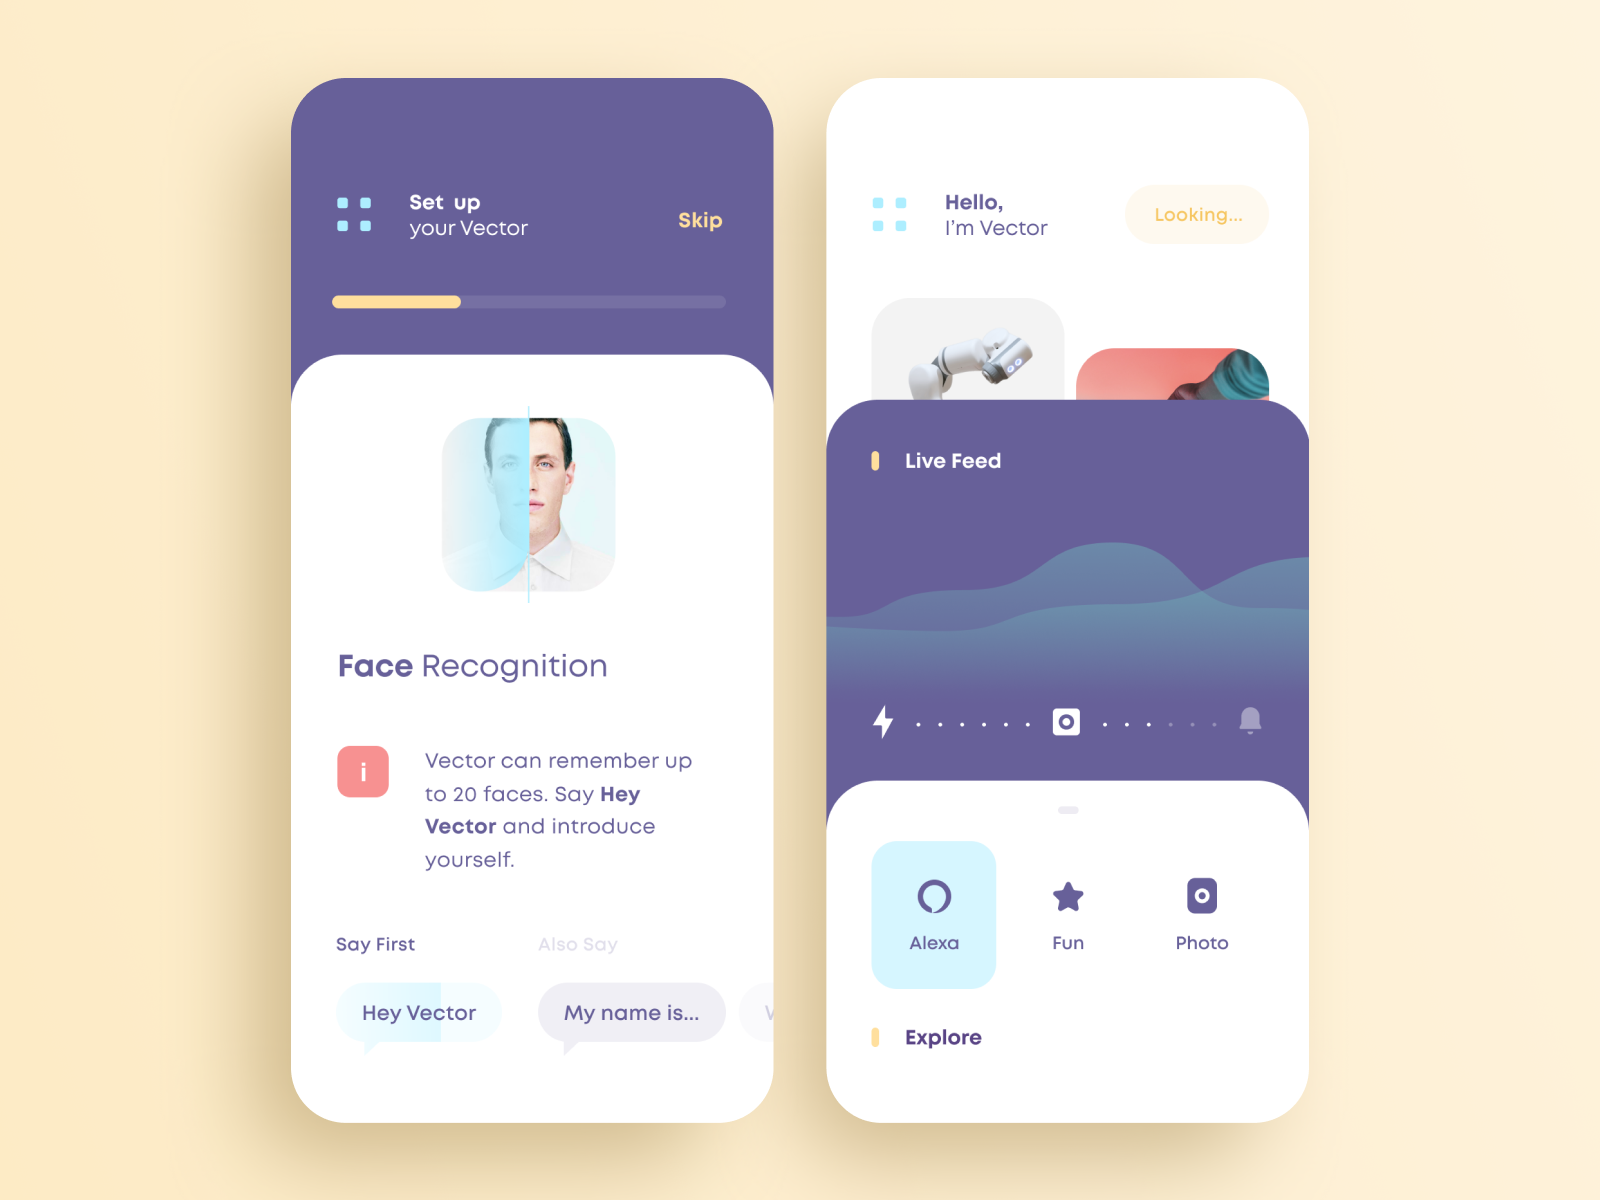 Set up
your Vector
Skip
Face Recognition
i
Vector can remember up
to 20 faces. Say Hey
Vector and introduce
yourself.
Say First
Also Say
Hey Vector
My name is...
Hello,
I'm Vector
Looking...
Live Feed
Alexa
Fun
Photo
Explore